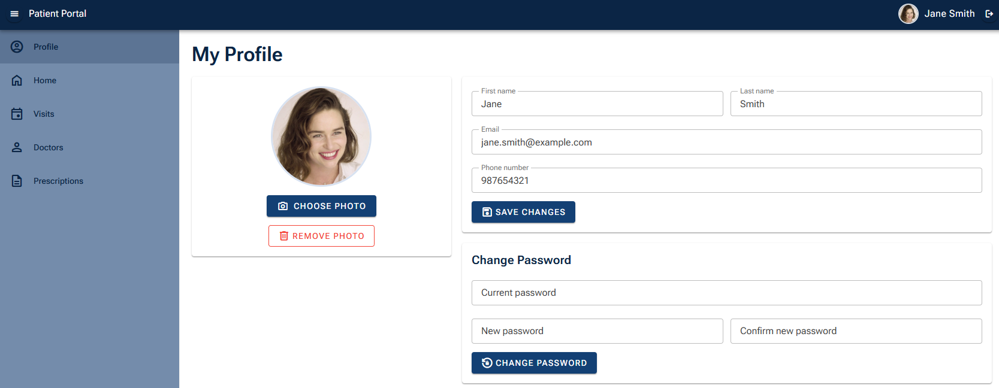 Patient Portal
Jane Smith
Profile
Home
Visits
Doctors
Prescriptions
My Profile
CHOOSE PHOTO
REMOVE PHOTO
First name
Jane
Last name
Smith
Email
jane.smith@example.com
Phone number
987654321
SAVE CHANGES
Change Password
Current password
New password
Confirm new password
CHANGE PASSWORD